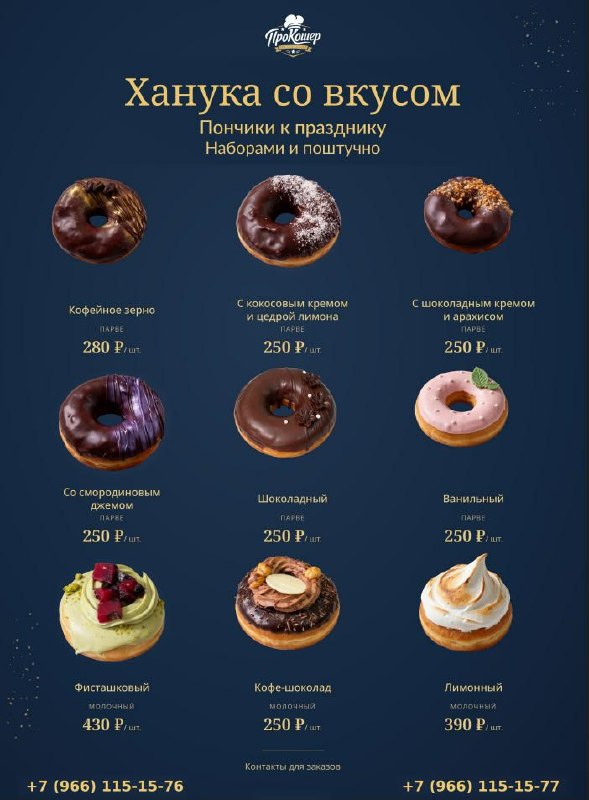 ПроКошер
Ханука со вкусом
Пончики к празднику
Наборами и поштучно
Кофейное зерно
ПАРВЕ
280 ₽/ шт.
С кокосовым кремом
и цедрой лимона
ПАРВЕ
250 ₽/ шт.
С шоколадным кремом
и арахисом
ПАРВЕ
250 ₽/ шт.
Со смородиновым
джемом
ПАРВЕ
250 ₽/ шт.
Шоколадный
ПАРВЕ
250 ₽/ шт.
Ванильный
ПАРВЕ
250 ₽/ шт.
Фисташковый
МОЛОЧНЫЙ
430 ₽/ шт.
Кофе-шоколад
МОЛОЧНЫЙ
250 ₽/ шт.
Лимонный
МОЛОЧНЫЙ
390 ₽/ шт.
Контакты для заказов
+7 (966) 115-15-76
+7 (966) 115-15-77